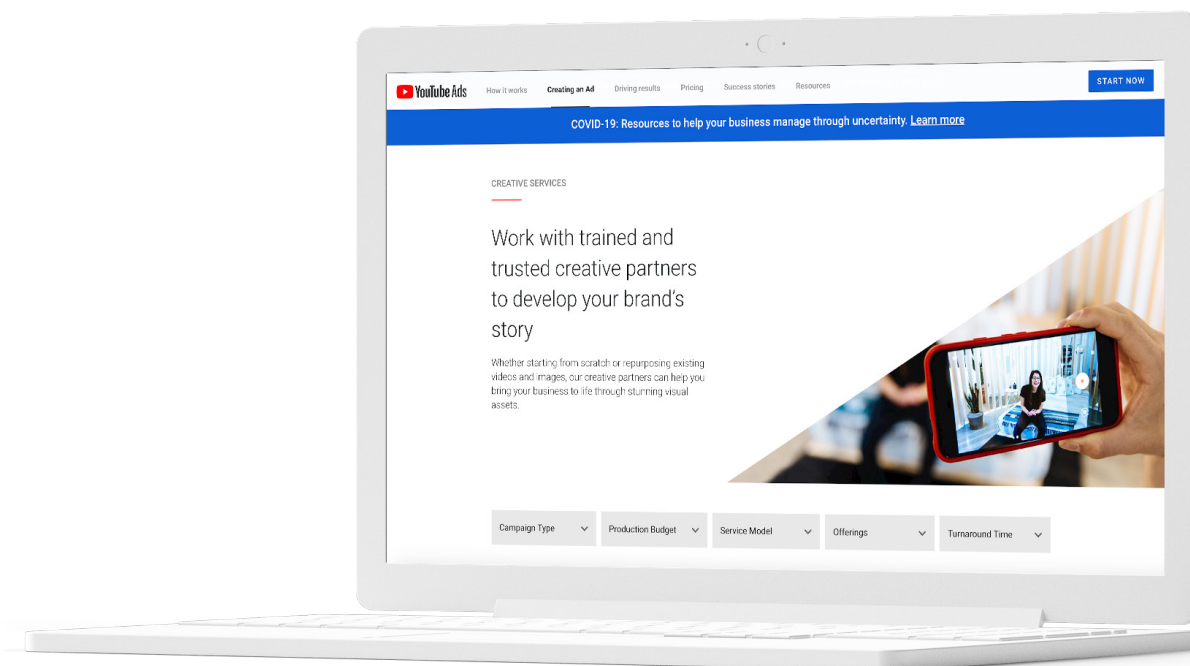 YouTube Ads
How it works
Creating an Ad
Driving results
Pricing
Success stories
Resources
START NOW
COVID-19: Resources to help your business manage through uncertainty. Learn more
CREATIVE SERVICES
Work with trained and
trusted creative partners
to develop your brand's
story
Whether starting from scratch or repurposing existing
videos and images, our creative partners can help you
bring your business to life through stunning visual
assets.
Campaign Type
Production Budget
Service Model
Offerings
Turnaround Time